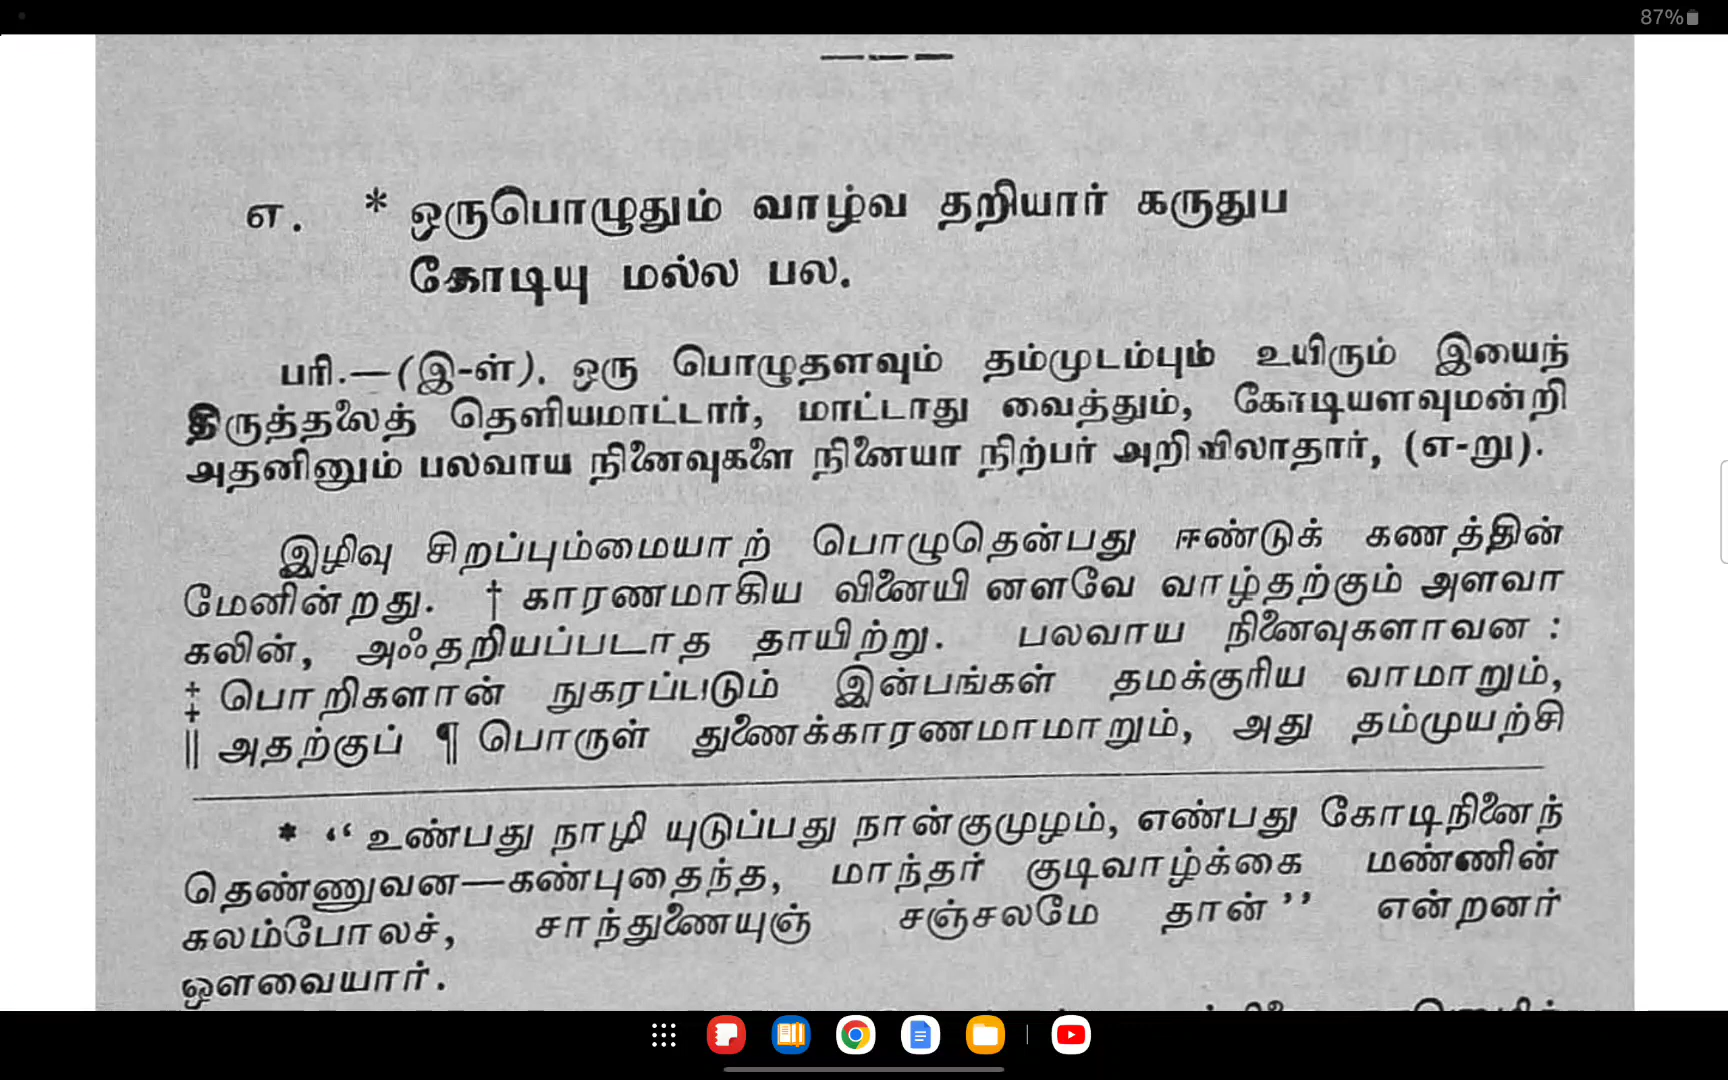 87%
எ. * ஒருபொழுதும் வாழ்வ தறியார் கருதுப
கோடியு மல்ல பல.
பரி.—(இ-ள்). ஒரு பொழுதளவும் தம்முடம்பும் உயிரும் இயைந்
திருத்தலைத் தெளியமாட்டார், மாட்டாது வைத்தும், கோடியளவுமன்றி
அதனினும் பலவாய நினைவுகளை நினையா நிற்பர் அறிவிலாதார், (எ-று).
இழிவு சிறப்பும்மையாற் பொழுதென்பது ஈண்டுக் கணத்தின்
மேனின்றது. † காரணமாகிய வினையி னளவே வாழ்தற்கும் அளவா
கலின், அஃதறியப்படாத தாயிற்று. பலவாய நினைவுகளாவன :
‡ பொறிகளான் நுகரப்படும் இன்பங்கள் தமக்குரிய வாமாறும்,
|| அதற்குப் ¶ பொருள் துணைக்காரணமாமாறும், அது தம்முயற்சி
* “உண்பது நாழி யுடுப்பது நான்குமுழம், எண்பது கோடிநினைந்
தெண்ணுவன—கண்புதைந்த, மாந்தர் குடிவாழ்க்கை மண்ணின்
கலம்போலச், சாந்துணையுஞ் சஞ்சலமே தான்” என்றனர்
ஔவையார்.